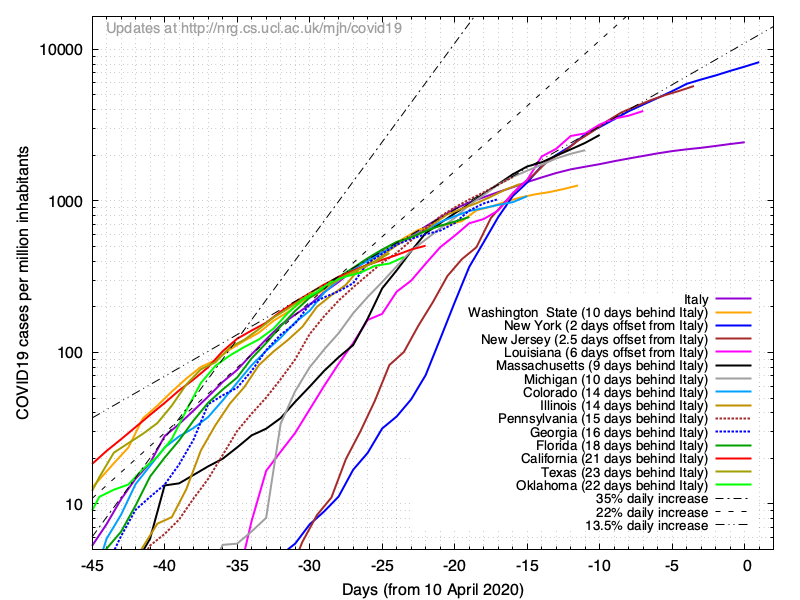 Updates at http://nrg.cs.ucl.ac.uk/mjh/covid19
10000
1000
100
10
COVID19 cases per million inhabitants
Italy
Washington State (10 days behind Italy)
New York (2 days offset from Italy)
New Jersey (2.5 days offset from Italy)
Louisiana (6 days offset from Italy)
Massachusetts (9 days behind Italy)
Michigan (10 days behind Italy)
Colorado (14 days behind Italy)
Illinois (14 days behind Italy)
Pennsylvania (15 days behind Italy)
Georgia (16 days behind Italy)
Florida (18 days behind Italy)
California (21 days behind Italy)
Texas (23 days behind Italy)
Oklahoma (22 days behind Italy)
35% daily increase
22% daily increase
13.5% daily increase
-45 -40 -35 -30 -25 -20 -15 -10 -5 0
Days (from 10 April 2020)